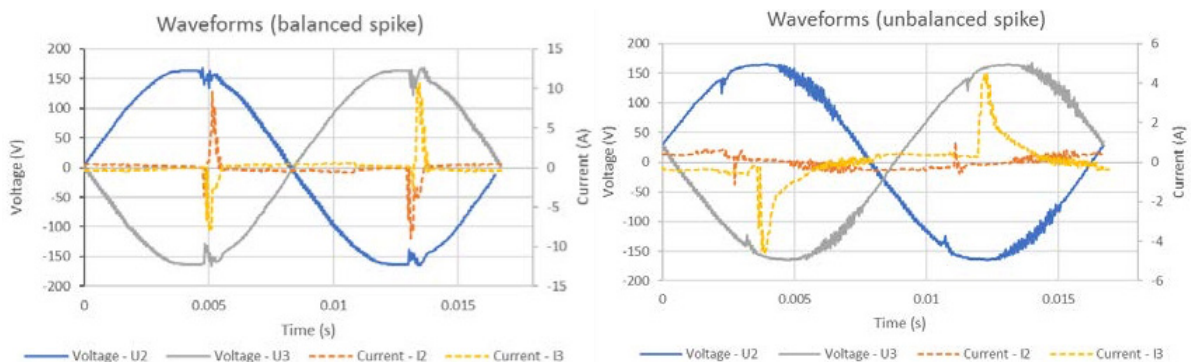 Waveforms (balanced spike)
200
150
100
50
0
-50
-100
-150
-200
Voltage (V)
15
10
5
0
-5
-10
-15
Current (A)
0
0.005
0.01
0.015
Time (s)
Voltage - U2
Voltage - U3
Current - I2
Current - I3
Waveforms (unbalanced spike)
200
150
100
50
0
-50
-100
-150
-200
Voltage (V)
6
4
2
0
-2
-4
-6
Current (A)
0
0.005
0.01
0.015
Time (s)
Voltage - U2
Voltage - U3
Current - I2
Current - I3